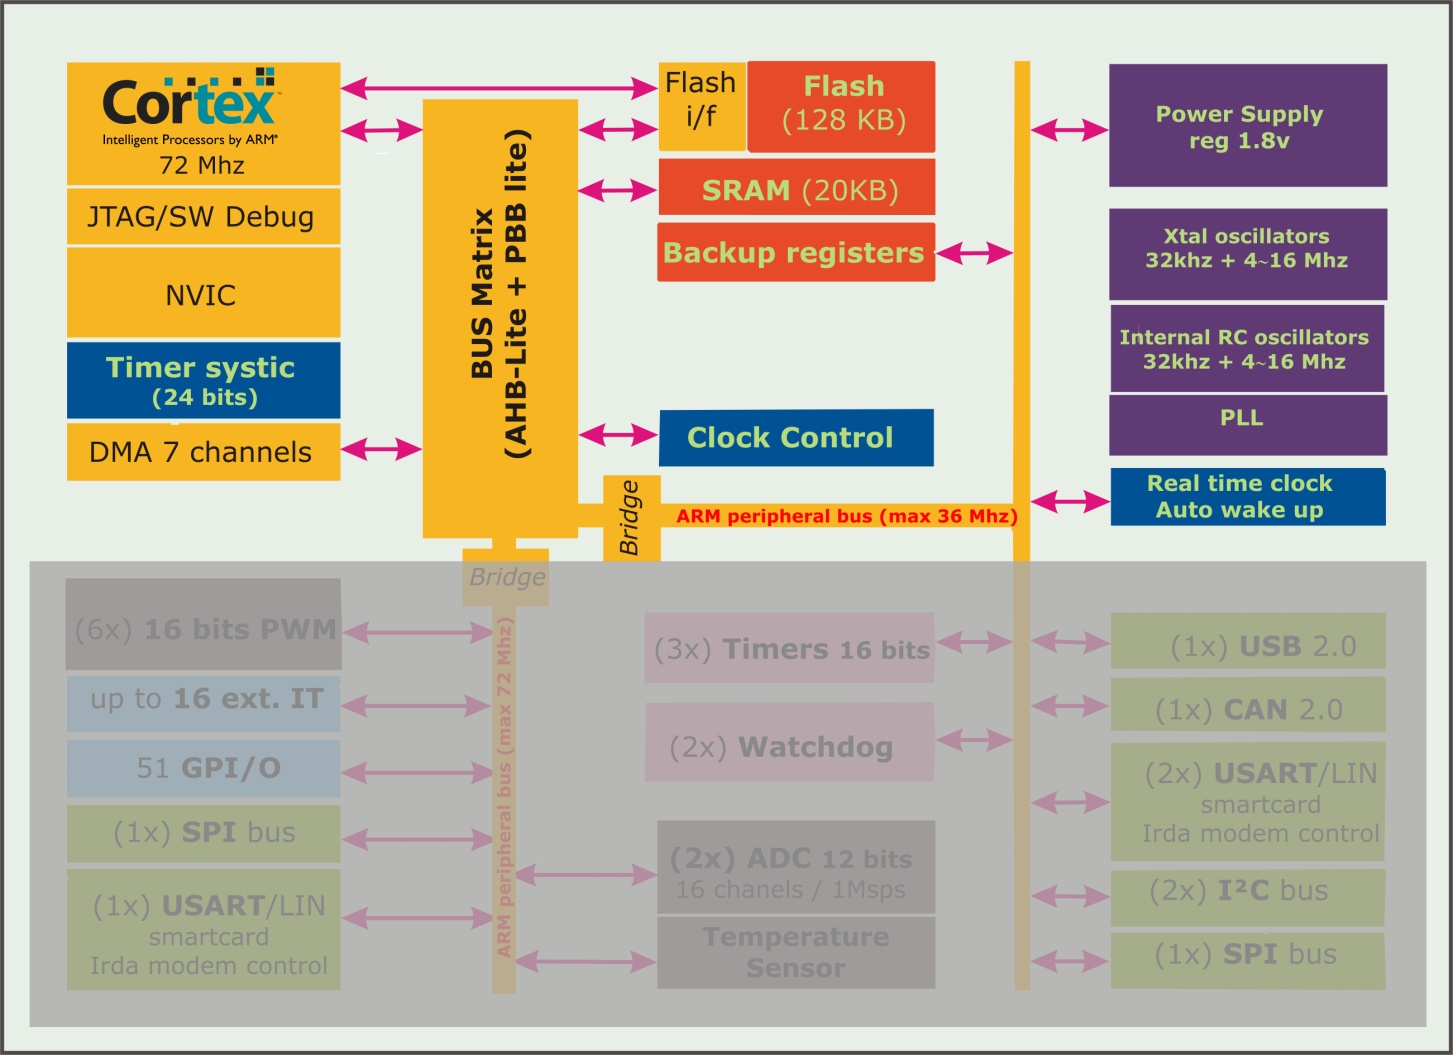 Cortex™
Intelligent Processors by ARM®
72 Mhz
JTAG/SW Debug
NVIC
Timer systic
(24 bits)
DMA 7 channels
BUS Matrix
(AHB-Lite + PBB lite)
Flash
i/f
Flash
(128 KB)
SRAM (20KB)
Backup registers
Clock Control
Bridge
ARM peripheral bus (max 36 Mhz)
Power Supply
reg 1.8v
Xtal oscillators
32khz + 4~16 Mhz
Internal RC oscillators
32khz + 4~16 Mhz
PLL
Real time clock
Auto wake up
Bridge
ARM peripheral bus (max 72 Mhz)
(6x) 16 bits PWM
up to 16 ext. IT
51 GPI/O
(1x) SPI bus
(1x) USART/LIN
smartcard
Irda modem control
(3x) Timers 16 bits
(2x) Watchdog
(2x) ADC 12 bits
16 chanels / 1Msps
Temperature
Sensor
(1x) USB 2.0
(1x) CAN 2.0
(2x) USART/LIN
smartcard
Irda modem control
(2x) I²C bus
(1x) SPI bus